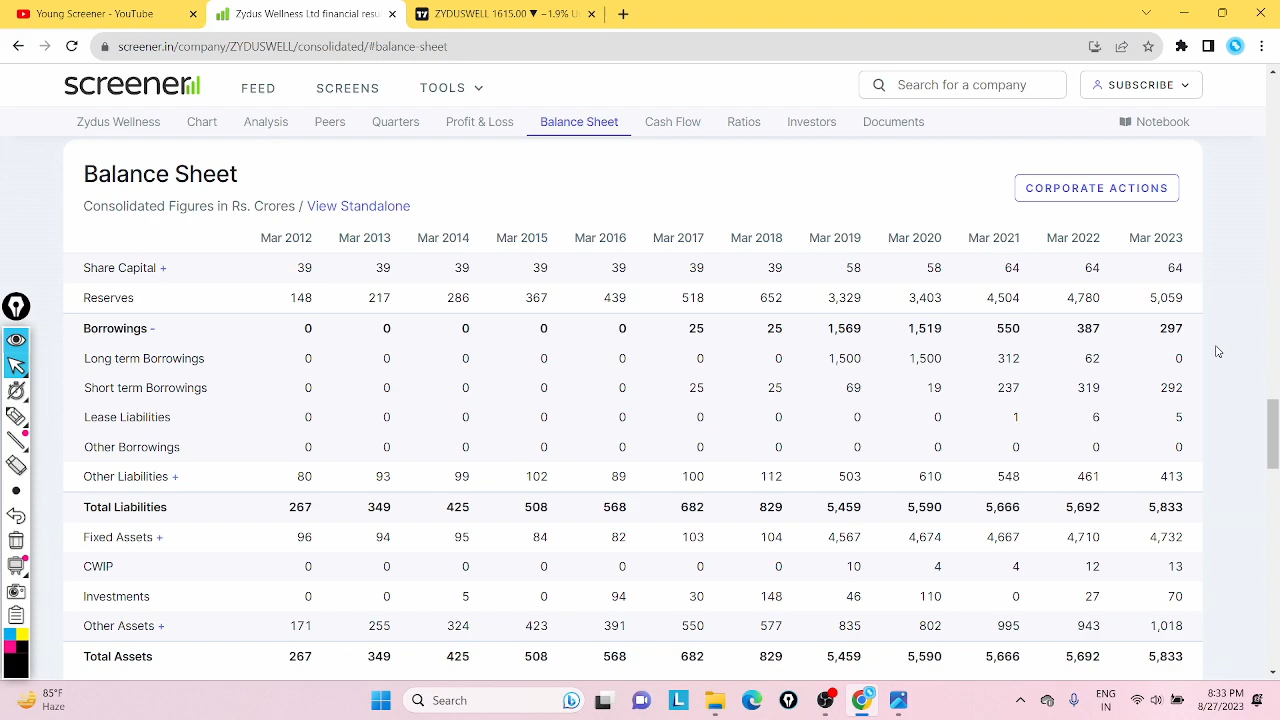 Young Screner - YouTube
Zydus Wellness Ltd financial resu
ZYDUSWELL 1615.00 ▼ −1.9% U
screener.in/company/ZYDUSWELL/consolidated/#balance-sheet
screener
FEED SCREENS TOOLS
Search for a company
SUBSCRIBE
Zydus Wellness Chart Analysis Peers Quarters Profit & Loss Balance Sheet Cash Flow Ratios Investors Documents Notebook
Balance Sheet
CORPORATE ACTIONS
Consolidated Figures in Rs. Crores / View Standalone
Mar 2012 Mar 2013 Mar 2014 Mar 2015 Mar 2016 Mar 2017 Mar 2018 Mar 2019 Mar 2020 Mar 2021 Mar 2022 Mar 2023
Share Capital + 39 39 39 39 39 39 39 58 58 64 64 64
Reserves 148 217 286 367 439 518 652 3,329 3,403 4,504 4,780 5,059
Borrowings - 0 0 0 0 0 25 25 1,569 1,519 550 387 297
Long term Borrowings 0 0 0 0 0 0 0 1,500 1,500 312 62 0
Short term Borrowings 0 0 0 0 0 25 25 69 19 237 319 292
Lease Liabilities 0 0 0 0 0 0 0 0 0 1 6 5
Other Borrowings 0 0 0 0 0 0 0 0 0 0 0 0
Other Liabilities + 80 93 99 102 89 100 112 503 610 548 461 413
Total Liabilities 267 349 425 508 568 682 829 5,459 5,590 5,666 5,692 5,833
Fixed Assets + 96 94 95 84 82 103 104 4,567 4,674 4,667 4,710 4,732
CWIP 0 0 0 0 0 0 0 10 4 4 12 13
Investments 0 0 5 0 94 30 148 46 110 0 27 70
Other Assets + 171 255 324 423 391 550 577 835 802 995 943 1,018
Total Assets 267 349 425 508 568 682 829 5,459 5,590 5,666 5,692 5,833
85°F
Haze
Search
ENG
IN
8:33 PM
8/27/2023